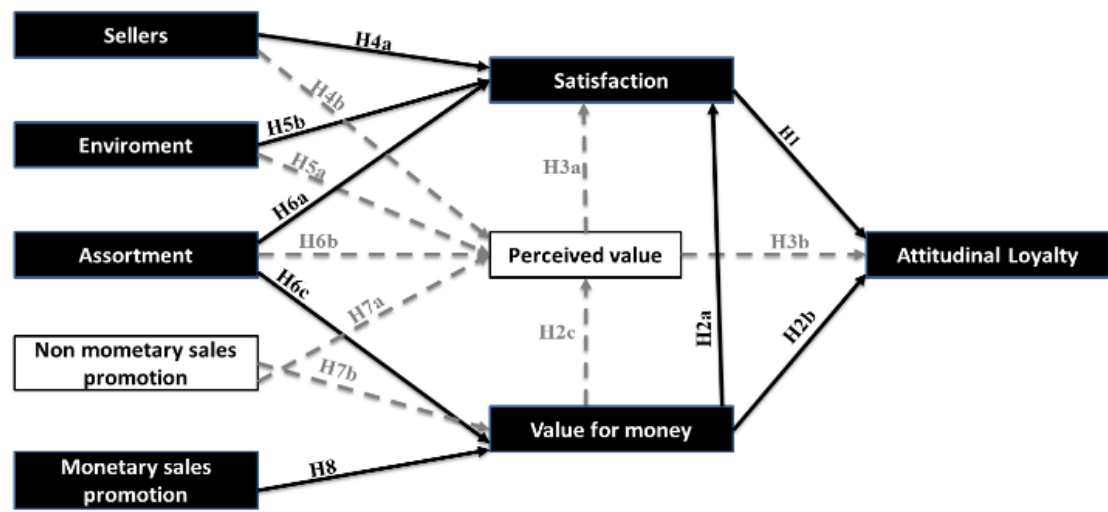 Sellers
H4a
Satisfaction
H4b
H5b
Enviroment
H5a
H1
H3a
H6a
Assortment
H6b
Perceived value
H3b
Attitudinal Loyalty
H6c
H7a
H2c
H2a
H2b
Non mometary sales
promotion
H7b
Value for money
Monetary sales
promotion
H8